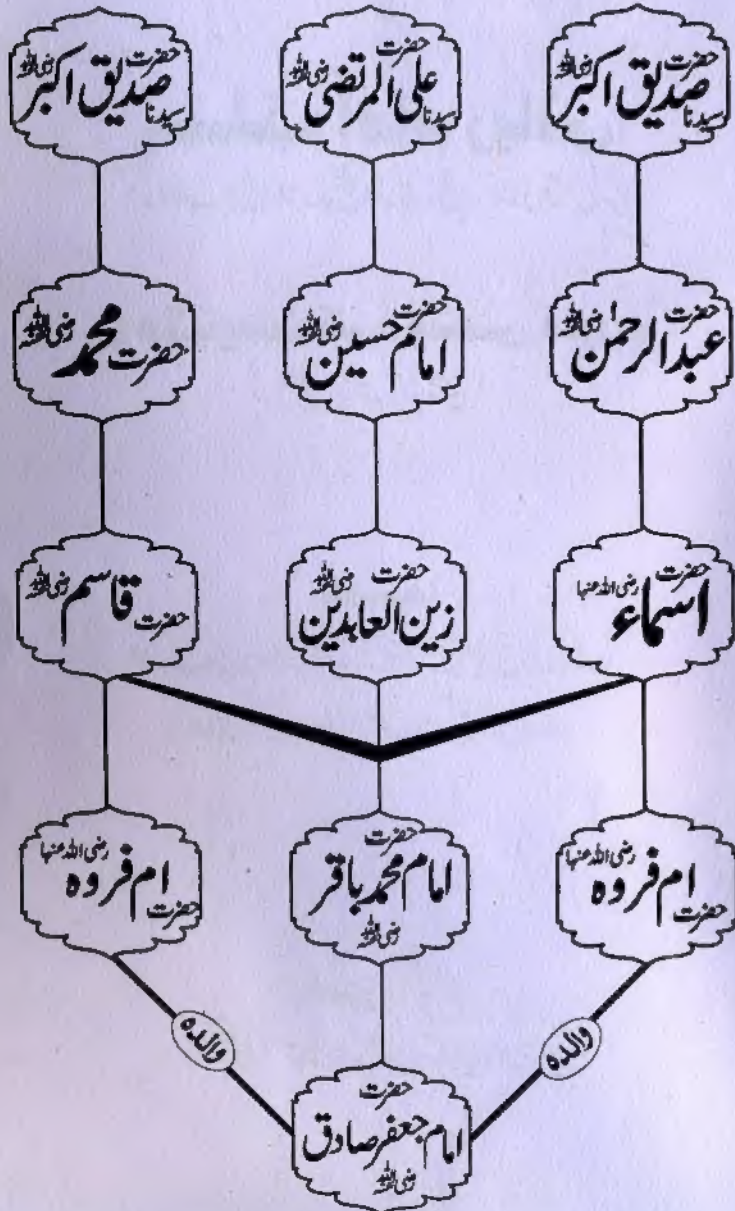 حضرت سیدنا صدیق اکبر رضی اللہ عنہ
حضرت سیدنا علی المرتضی رضی اللہ عنہ
حضرت سیدنا صدیق اکبر رضی اللہ عنہ
حضرت عبدالرحمٰن رضی اللہ عنہ
حضرت امام حسین رضی اللہ عنہ
حضرت محمد رضی اللہ عنہ
حضرت اسماء رضی اللہ عنہا
حضرت زین العابدین رضی اللہ عنہ
حضرت قاسم رضی اللہ عنہ
حضرت ام فروہ رضی اللہ عنہا
حضرت امام محمد باقر رضی اللہ عنہ
حضرت ام فروہ رضی اللہ عنہا
والدہ
والدہ
حضرت امام جعفر صادق رضی اللہ عنہ